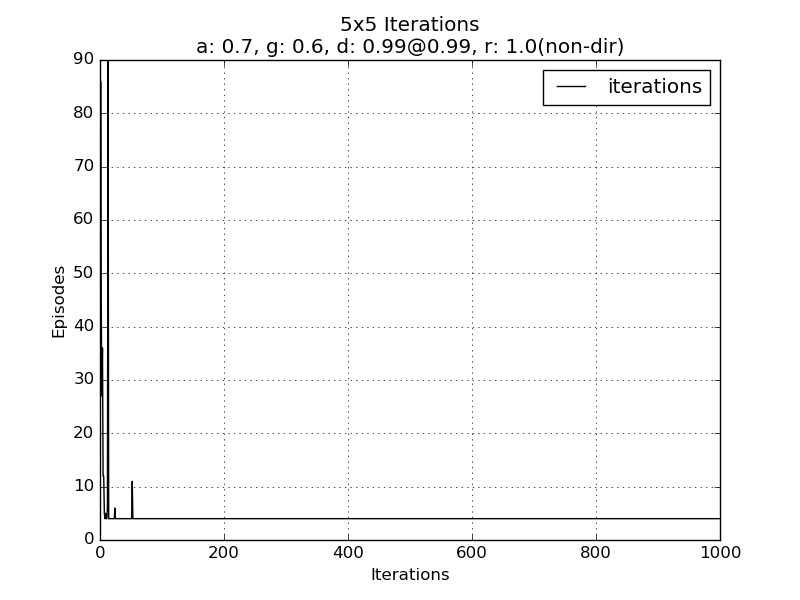 5x5 Iterations
a: 0.7, g: 0.6, d: 0.99@0.99, r: 1.0(non-dir)
iterations
90
80
70
60
50
40
30
20
10
0
Episodes
0 200 400 600 800 1000
Iterations